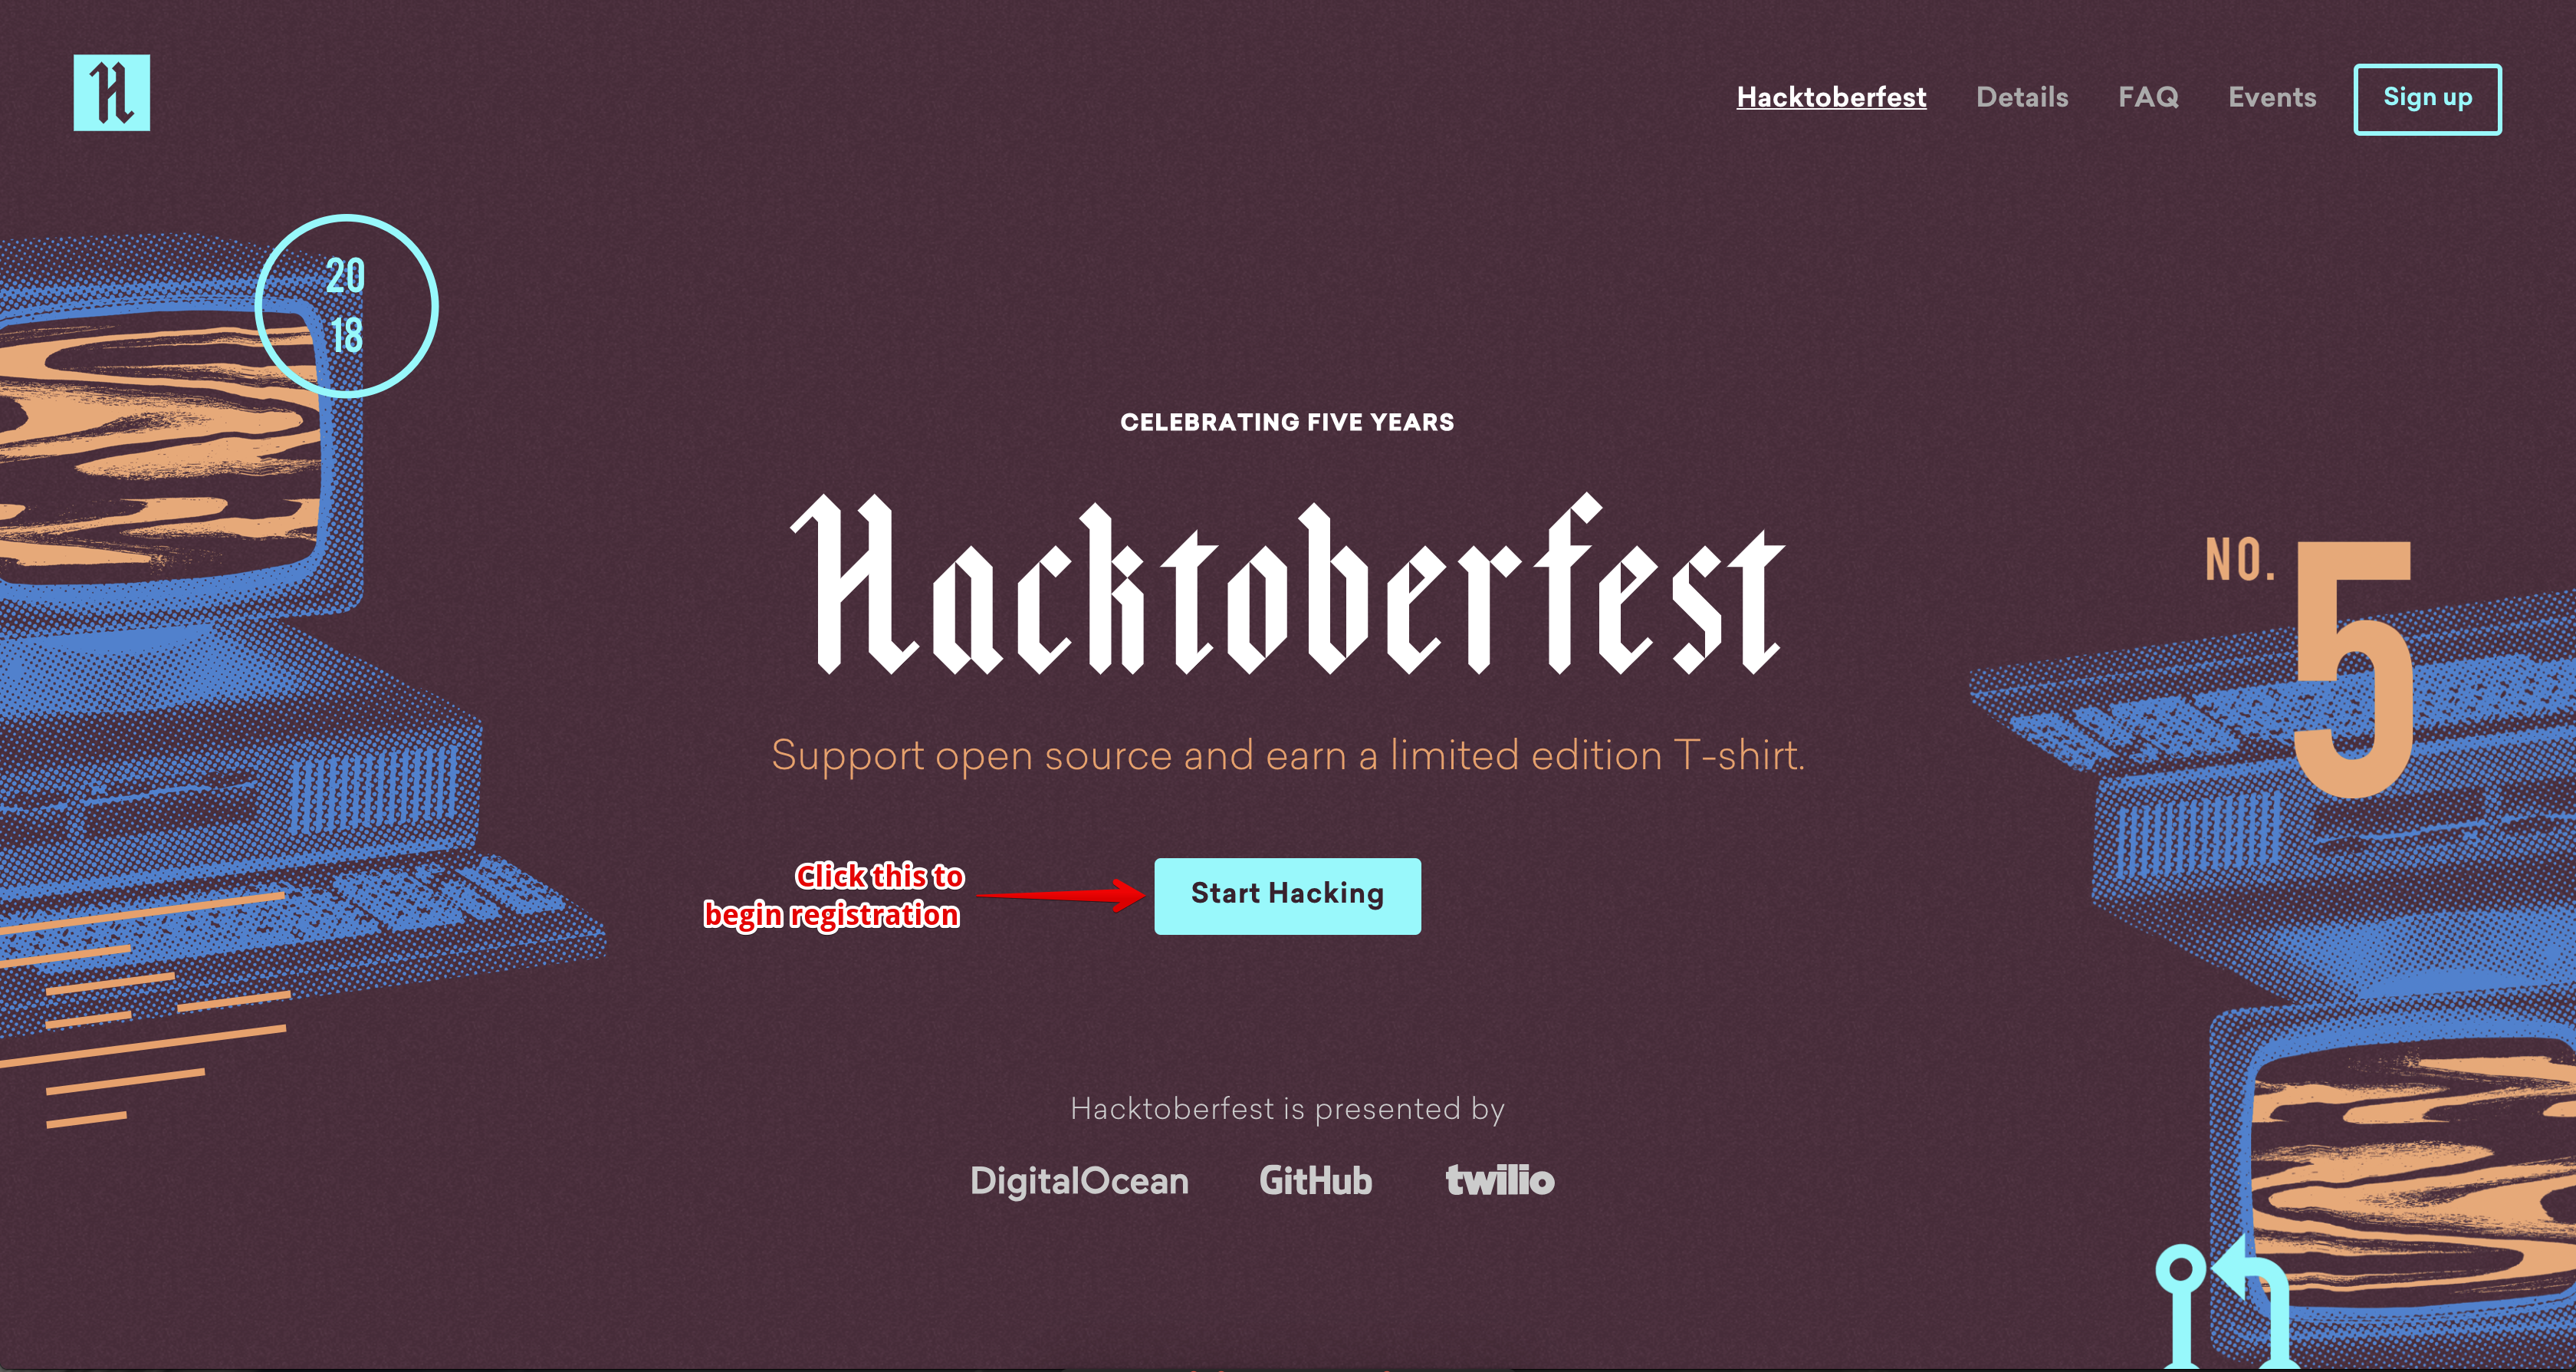 H
Hacktoberfest Details FAQ Events Sign up
20
18
CELEBRATING FIVE YEARS
Hacktoberfest
NO. 5
Support open source and earn a limited edition T-shirt.
Click this to
begin registration
Start Hacking
Hacktoberfest is presented by
DigitalOcean GitHub twilio